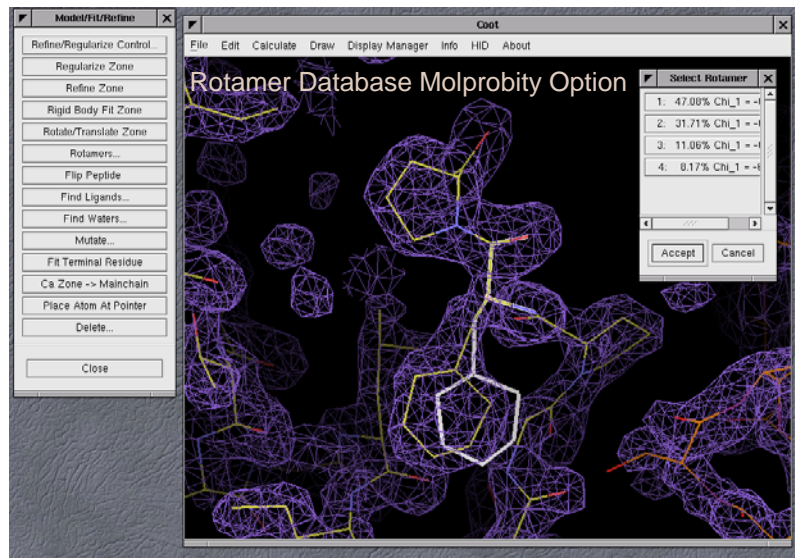 Model/Fit/Refine
Refine/Regularize Control...
Regularize Zone
Refine Zone
Rigid Body Fit Zone
Rotate/Translate Zone
Rotamers...
Flip Peptide
Find Ligands...
Find Waters...
Mutate...
Fit Terminal Residue
Ca Zone -> Mainchain
Place Atom At Pointer
Delete...
Close
Coot
File Edit Calculate Draw Display Manager Info HID About
Rotamer Database Molprobity Option
Select Rotamer
1: 47.08% Chi_1 =
2: 31.71% Chi_1 =
3: 11.06% Chi_1 =
4: 8.17% Chi_1 =
Accept Cancel